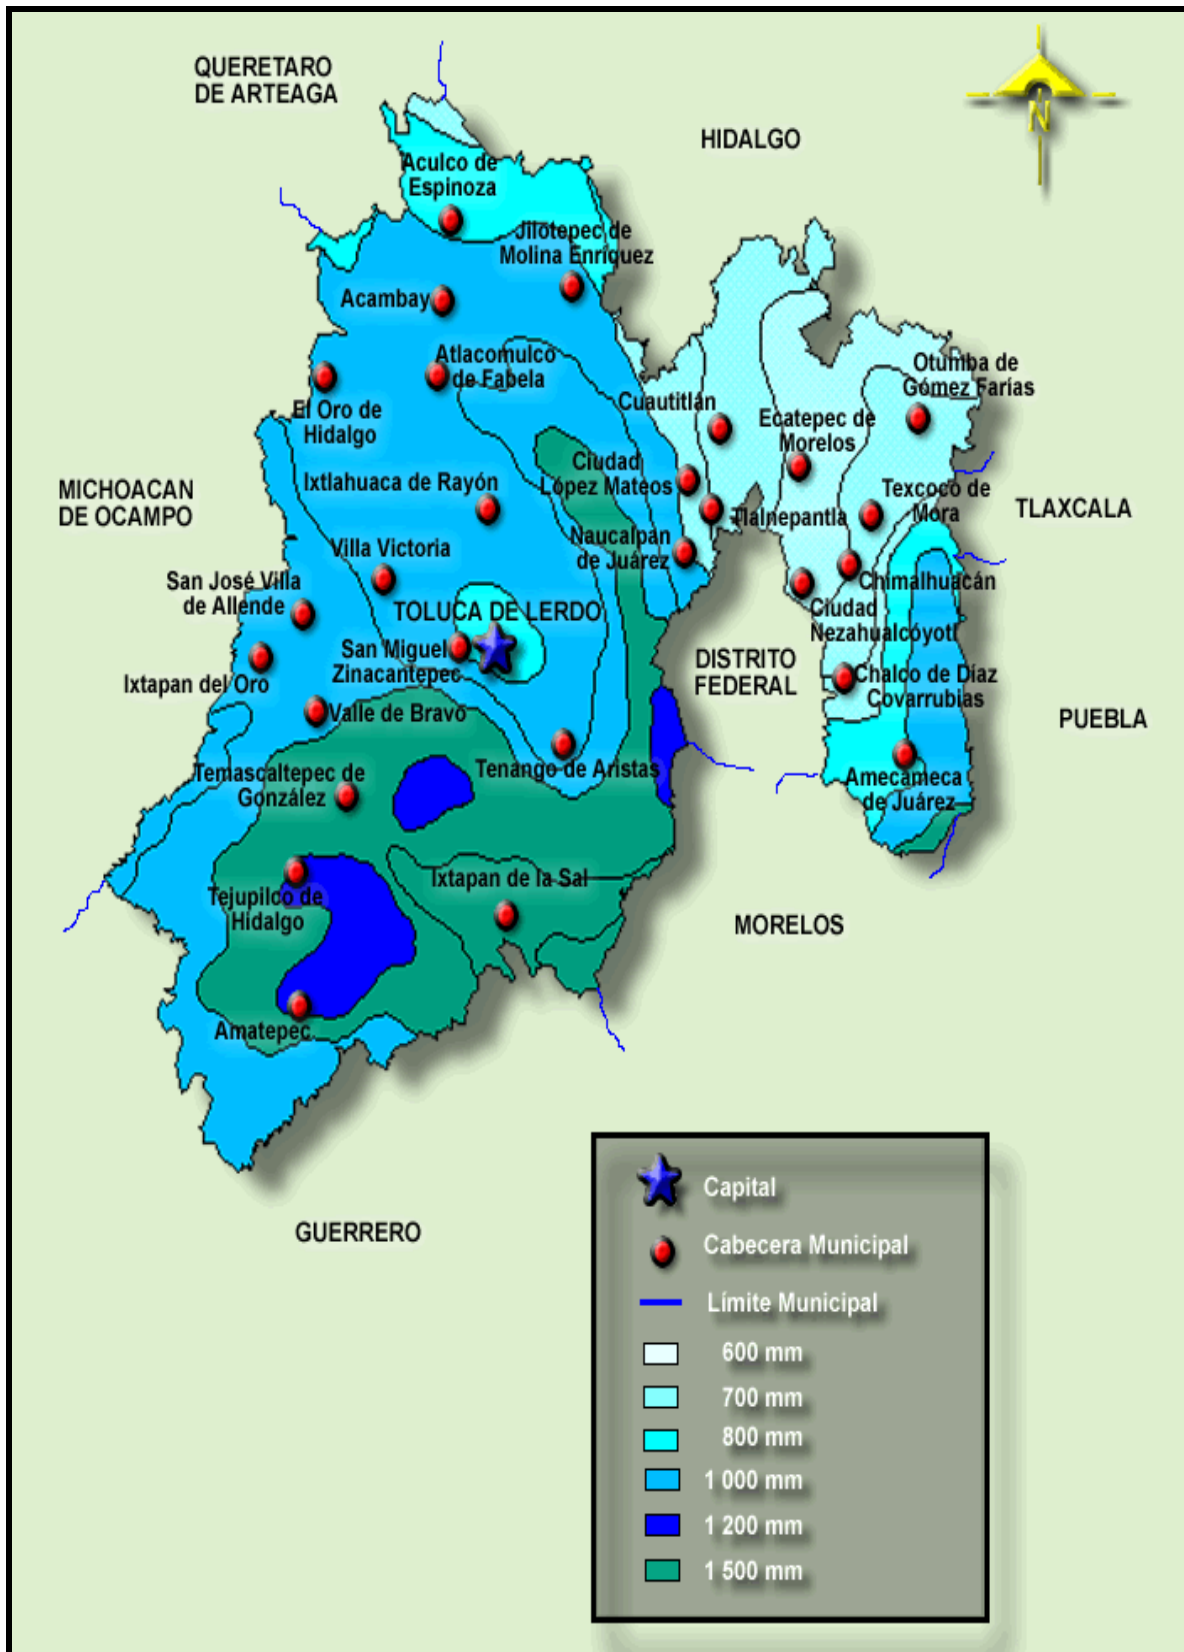 QUERETARO
DE ARTEAGA
HIDALGO
N
Aculco de
Espinoza
Jilotepec de
Molina Enríquez
Acambay
Atlacomulco
de Fabela
Otumba de
Gómez Farías
El Oro de
Hidalgo
Cuautitlán
Ecatepec de
Morelos
MICHOACAN
DE OCAMPO
Ixtlahuaca de Rayón
Ciudad
López Mateos
Texcoco de
Mora
TLAXCALA
Tlalnepantla
Villa Victoria
Naucalpan
de Juárez
San José Villa
de Allende
Chimalhuacán
TOLUCA DE LERDO
Ciudad
Nezahualcóyotl
San Miguel
Zinacantepec
DISTRITO
FEDERAL
Ixtapan del Oro
Chalco de Díaz
Covarrubias
Valle de Bravo
PUEBLA
Temascaltepec de
González
Tenango de Aristas
Amecameca
de Juárez
Ixtapan de la Sal
Tejupilco de
Hidalgo
MORELOS
Amatepec
GUERRERO
Capital
Cabecera Municipal
Límite Municipal
600 mm
700 mm
800 mm
1 000 mm
1 200 mm
1 500 mm